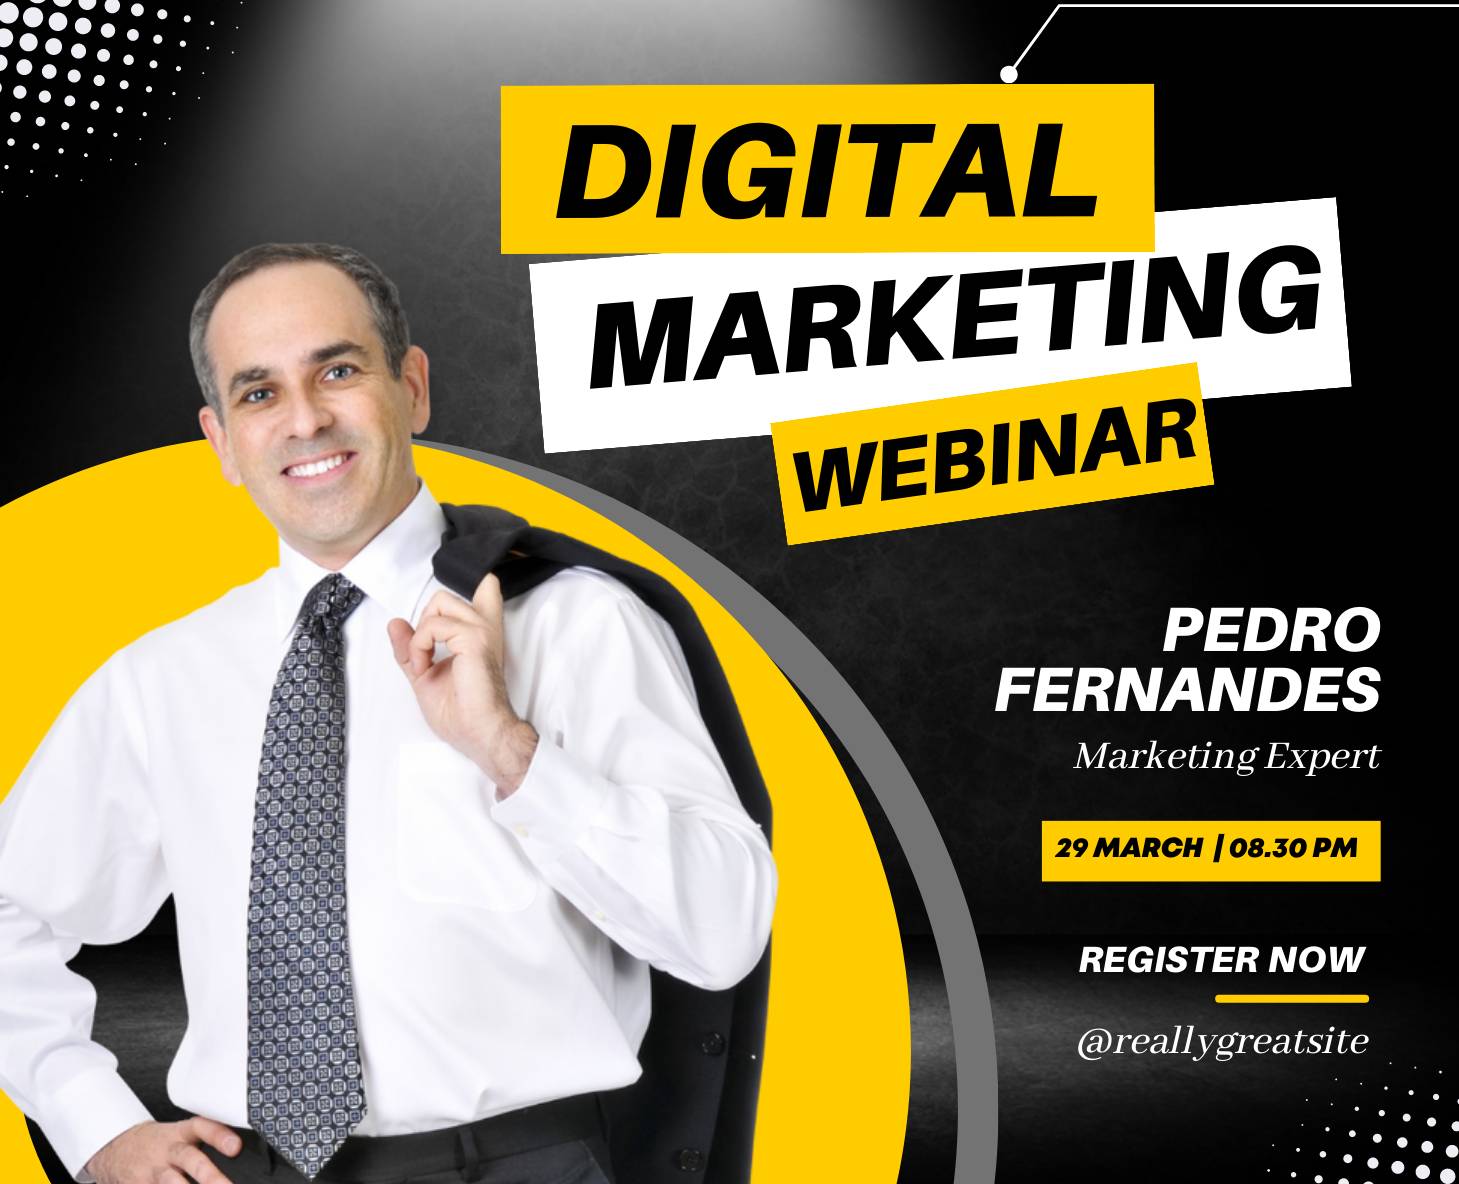 DIGITAL
MARKETING
WEBINAR
PEDRO
FERNANDES
Marketing Expert
29 MARCH | 08.30 PM
REGISTER NOW
@reallygreatsite